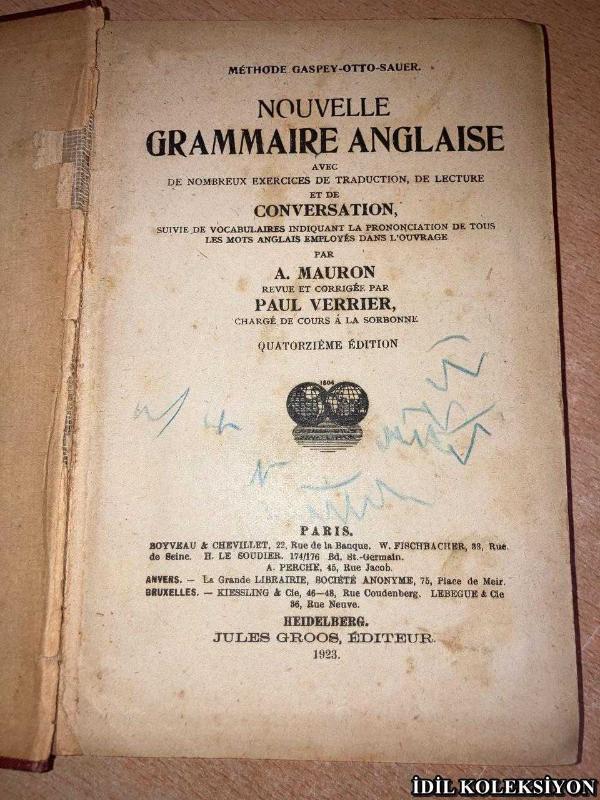 MÉTHODE GASPEY-OTTO-SAUER.
NOUVELLE
GRAMMAIRE ANGLAISE
AVEC
DE NOMBREUX EXERCICES DE TRADUCTION, DE LECTURE
ET DE
CONVERSATION,
SUIVIE DE VOCABULAIRES INDIQUANT LA PRONONCIATION DE TOUS
LES MOTS ANGLAIS EMPLOYÉS DANS L'OUVRAGE
PAR
A. MAURON
REVUE ET CORRIGÉE PAR
PAUL VERRIER,
CHARGÉ DE COURS À LA SORBONNE
QUATORZIÈME ÉDITION
1804
PARIS.
BOYVEAU & CHEVILLET, 22, Rue de la Banque. W. FISCHBACHER, 33, Rue
de Seine. H. LE SOUDIER. 174/176 Bd. St.-Germain.
A. PERCHE, 45, Rue Jacob.
ANVERS. — La Grande LIBRAIRIE, SOCIÉTÉ ANONYME, 75, Place de Meir.
BRUXELLES. — KIESSLING & Cie, 46—48, Rue Coudenberg. LEBEGUE & Cie
36, Rue Neuve.
HEIDELBERG.
JULES GROOS, ÉDITEUR.
1923.
İDİL KOLEKSİYON